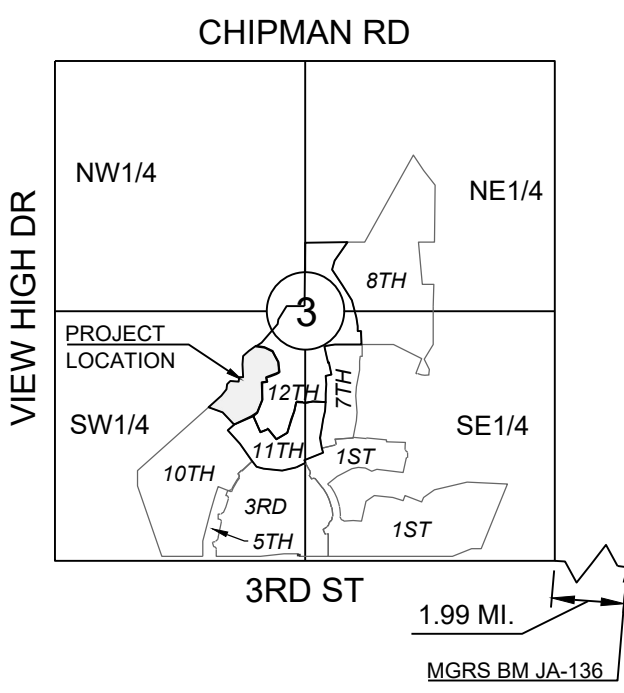 CHIPMAN RD
NW1/4
NE1/4
VIEW HIGH DR
8TH
3
PROJECT
LOCATION
12TH
7TH
SW1/4
SE1/4
11TH
1ST
10TH
3RD
1ST
5TH
3RD ST
1.99 MI.
MGRS BM JA-136